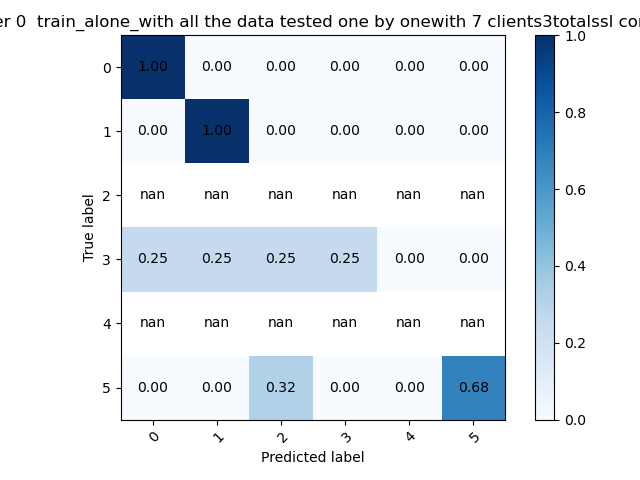 er 0  train_alone_with all the data tested one by onewith 7 clients3totalssl co
1.0
0 1.00 0.00 0.00 0.00 0.00 0.00
0.8
1 0.00 1.00 0.00 0.00 0.00 0.00
2 nan nan nan nan nan nan
0.6
True label
3 0.25 0.25 0.25 0.25 0.00 0.00
0.4
4 nan nan nan nan nan nan
0.2
5 0.00 0.00 0.32 0.00 0.00 0.68
0.0
0 1 2 3 4 5
Predicted label